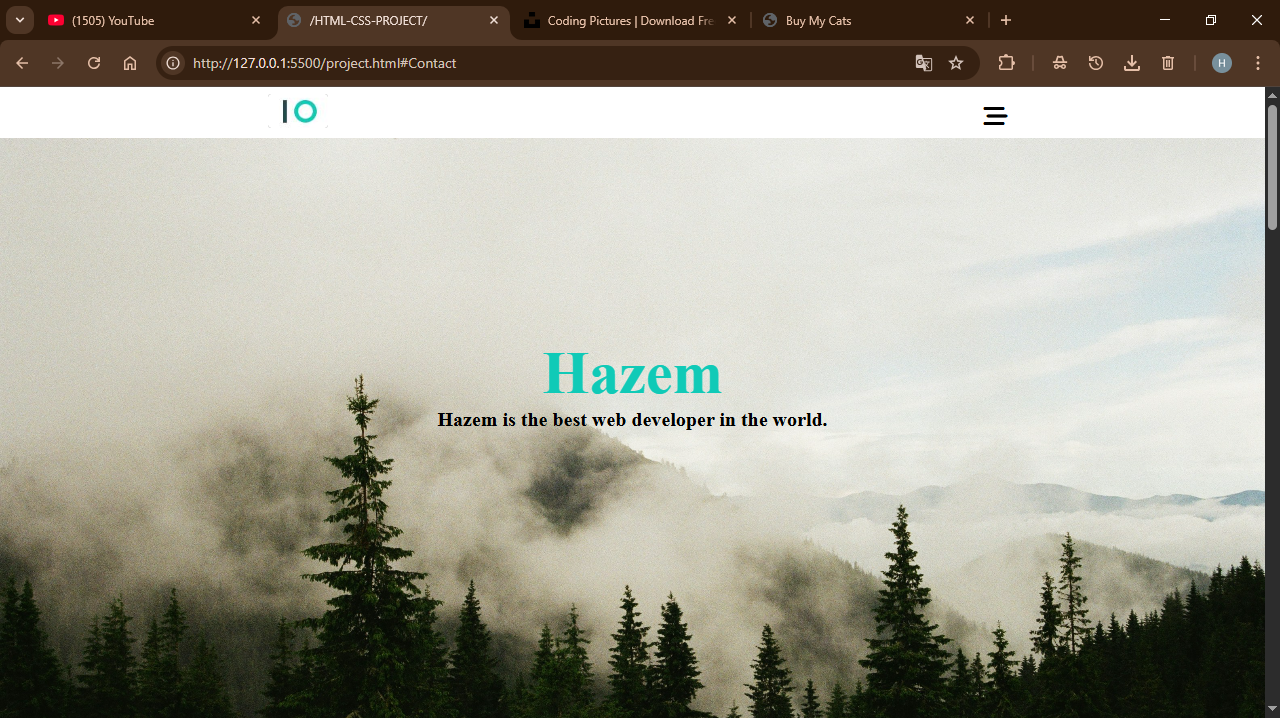 (1505) YouTube
/HTML-CSS-PROJECT/
Coding Pictures | Download Fre
Buy My Cats
http://127.0.0.1:5500/project.html#Contact
H
IO
Hazem
Hazem is the best web developer in the world.